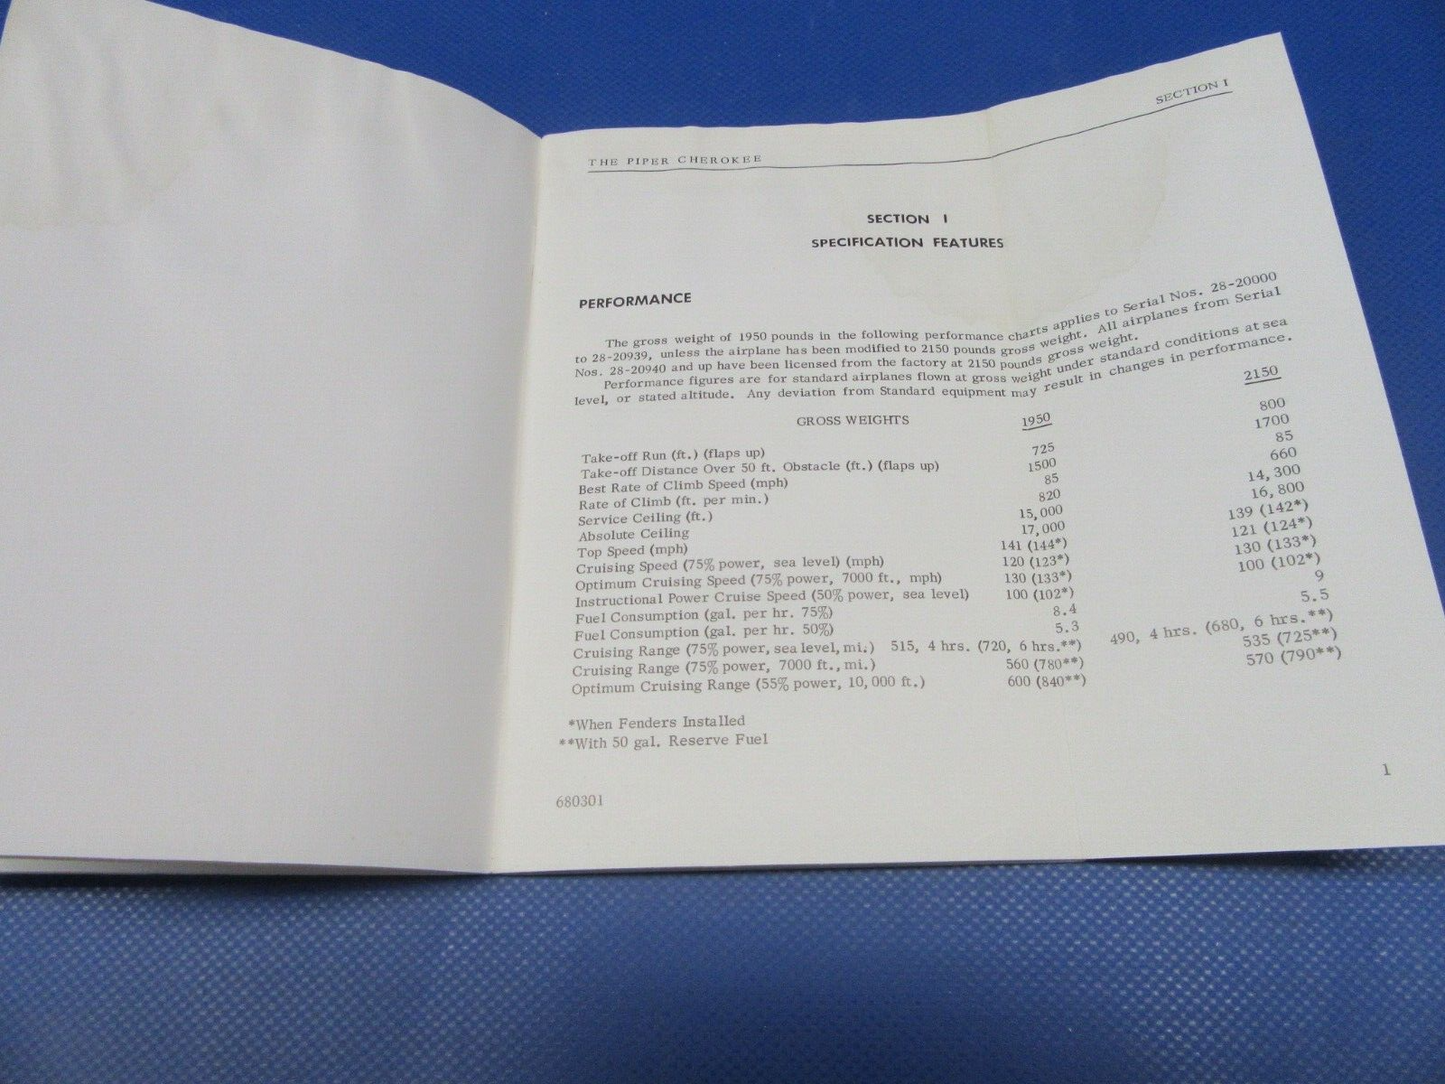 THE PIPER CHEROKEE SECTION I
SECTION I
SPECIFICATION FEATURES
PERFORMANCE
The gross weight of 1950 pounds in the following performance charts applies to Serial Nos. 28-20000
to 28-20939, unless the airplane has been modified to 2150 pounds gross weight. All airplanes from Serial
Nos. 28-20940 and up have been licensed from the factory at 2150 pounds gross weight.
Performance figures are for standard airplanes flown at gross weight under standard conditions at sea
level, or stated altitude. Any deviation from Standard equipment may result in changes in performance.
GROSS WEIGHTS 1950 2150
Take-off Run (ft.) (flaps up) 725 800
Take-off Distance Over 50 ft. Obstacle (ft.) (flaps up) 1500 1700
Best Rate of Climb Speed (mph) 85 85
Rate of Climb (ft. per min.) 820 660
Service Ceiling (ft.) 15,000 14,300
Absolute Ceiling 17,000 16,800
Top Speed (mph) 141 (144*) 139 (142*)
Cruising Speed (75% power, sea level) (mph) 120 (123*) 121 (124*)
Optimum Cruising Speed (75% power, 7000 ft., mph) 130 (133*) 130 (133*)
Instructional Power Cruise Speed (50% power, sea level) 100 (102*) 100 (102*)
Fuel Consumption (gal. per hr. 75%) 8.4 9
Fuel Consumption (gal. per hr. 50%) 5.3 5.5
Cruising Range (75% power, sea level, mi.) 515, 4 hrs. (720, 6 hrs.**) 490, 4 hrs. (680, 6 hrs.**)
Cruising Range (75% power, 7000 ft., mi.) 560 (780**) 535 (725**)
Optimum Cruising Range (55% power, 10,000 ft.) 600 (840**) 570 (790**)
*When Fenders Installed
**With 50 gal. Reserve Fuel
680301
1